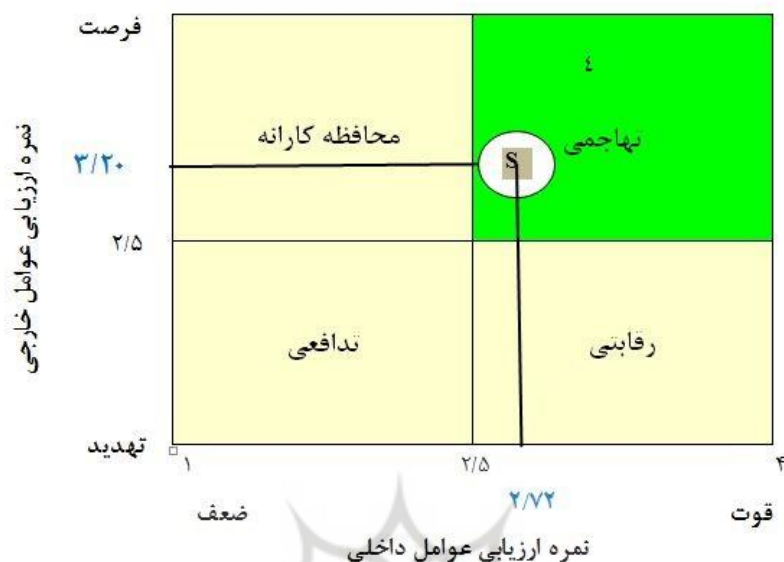 فرصت
٤
محافظه کارانه
تهاجمی
S
نمره ارزیابی عوامل خارجی
۳/۲۰
۲/۵
تدافعی
رقابتی
تهدید
۱
۲/۵
۴
۲/۷۲
ضعف
قوت
نمره ارزیابی عوامل داخلی